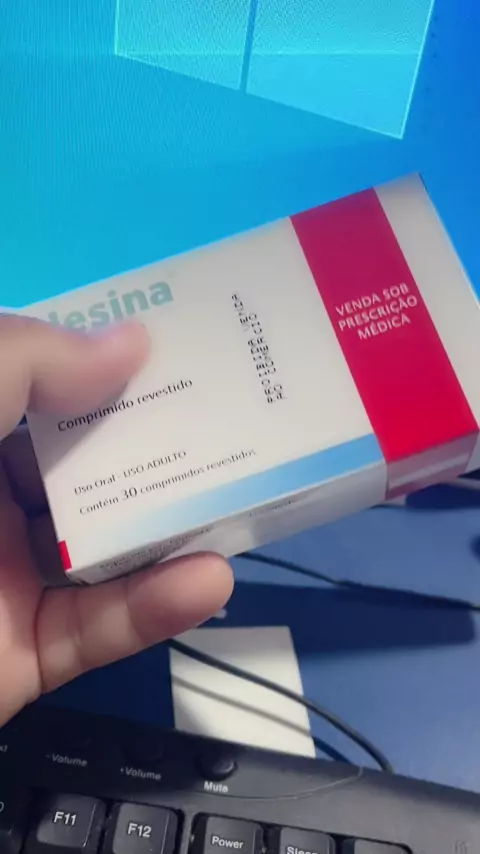 lesina
Comprimido revestido
Uso Oral - USO ADULTO
Contém 30 comprimidos revestidos
PROIBIDA VENDA
AO COMERCIO
VENDA SOB
PRESCRIÇÃO
MÉDICA
- Volume
+Volume
Mute
F11
F12
Power